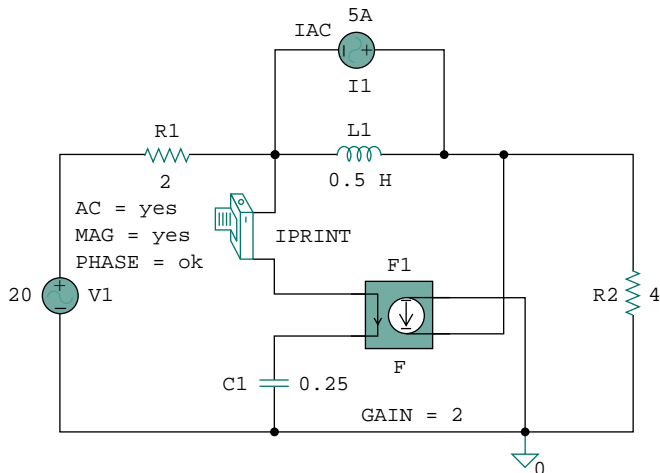 5A
IAC
I1
R1
L1
2
0.5 H
AC = yes
MAG = yes
PHASE = ok
IPRINT
F1
20
V1
R2
4
F
C1
0.25
GAIN = 2
0